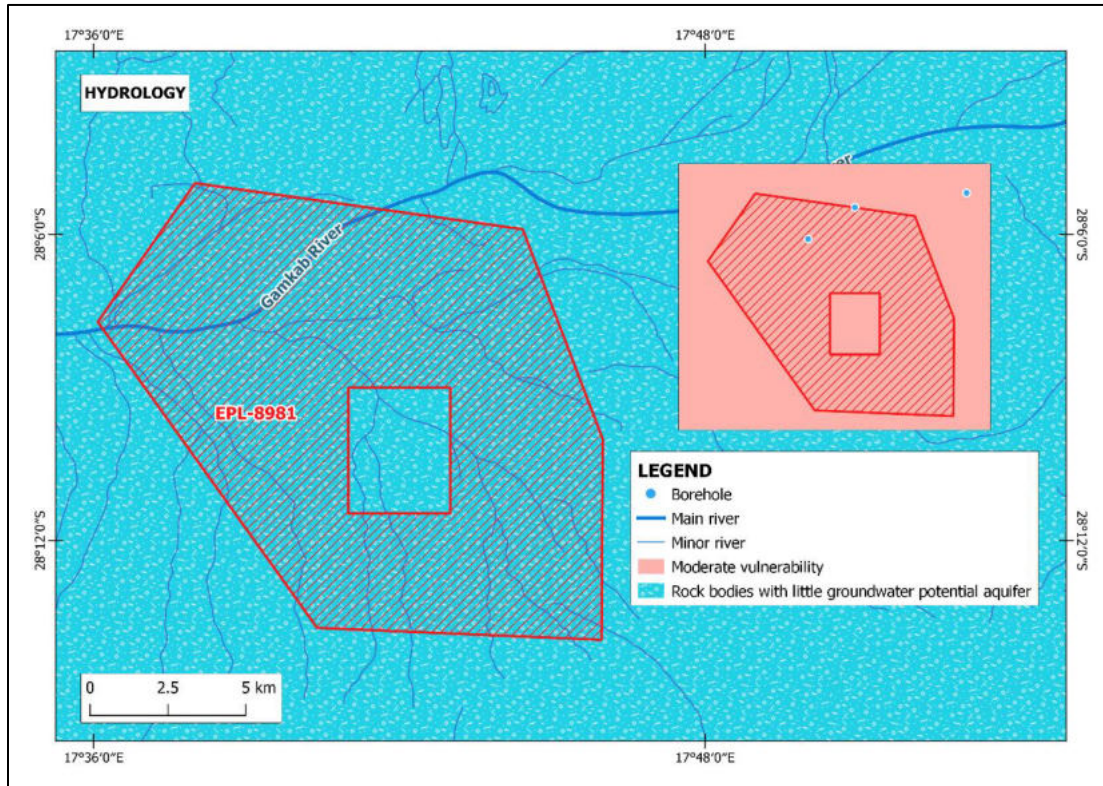 17°36'0"E
17°48'0"E
HYDROLOGY
28°6'0"S
28°6'0"S
Gamkab River
EPL-8981
LEGEND
Borehole
Main river
Minor river
Moderate vulnerability
Rock bodies with little groundwater potential aquifer
28°12'0"S
28°12'0"S
0 2.5 5 km
17°36'0"E
17°48'0"E